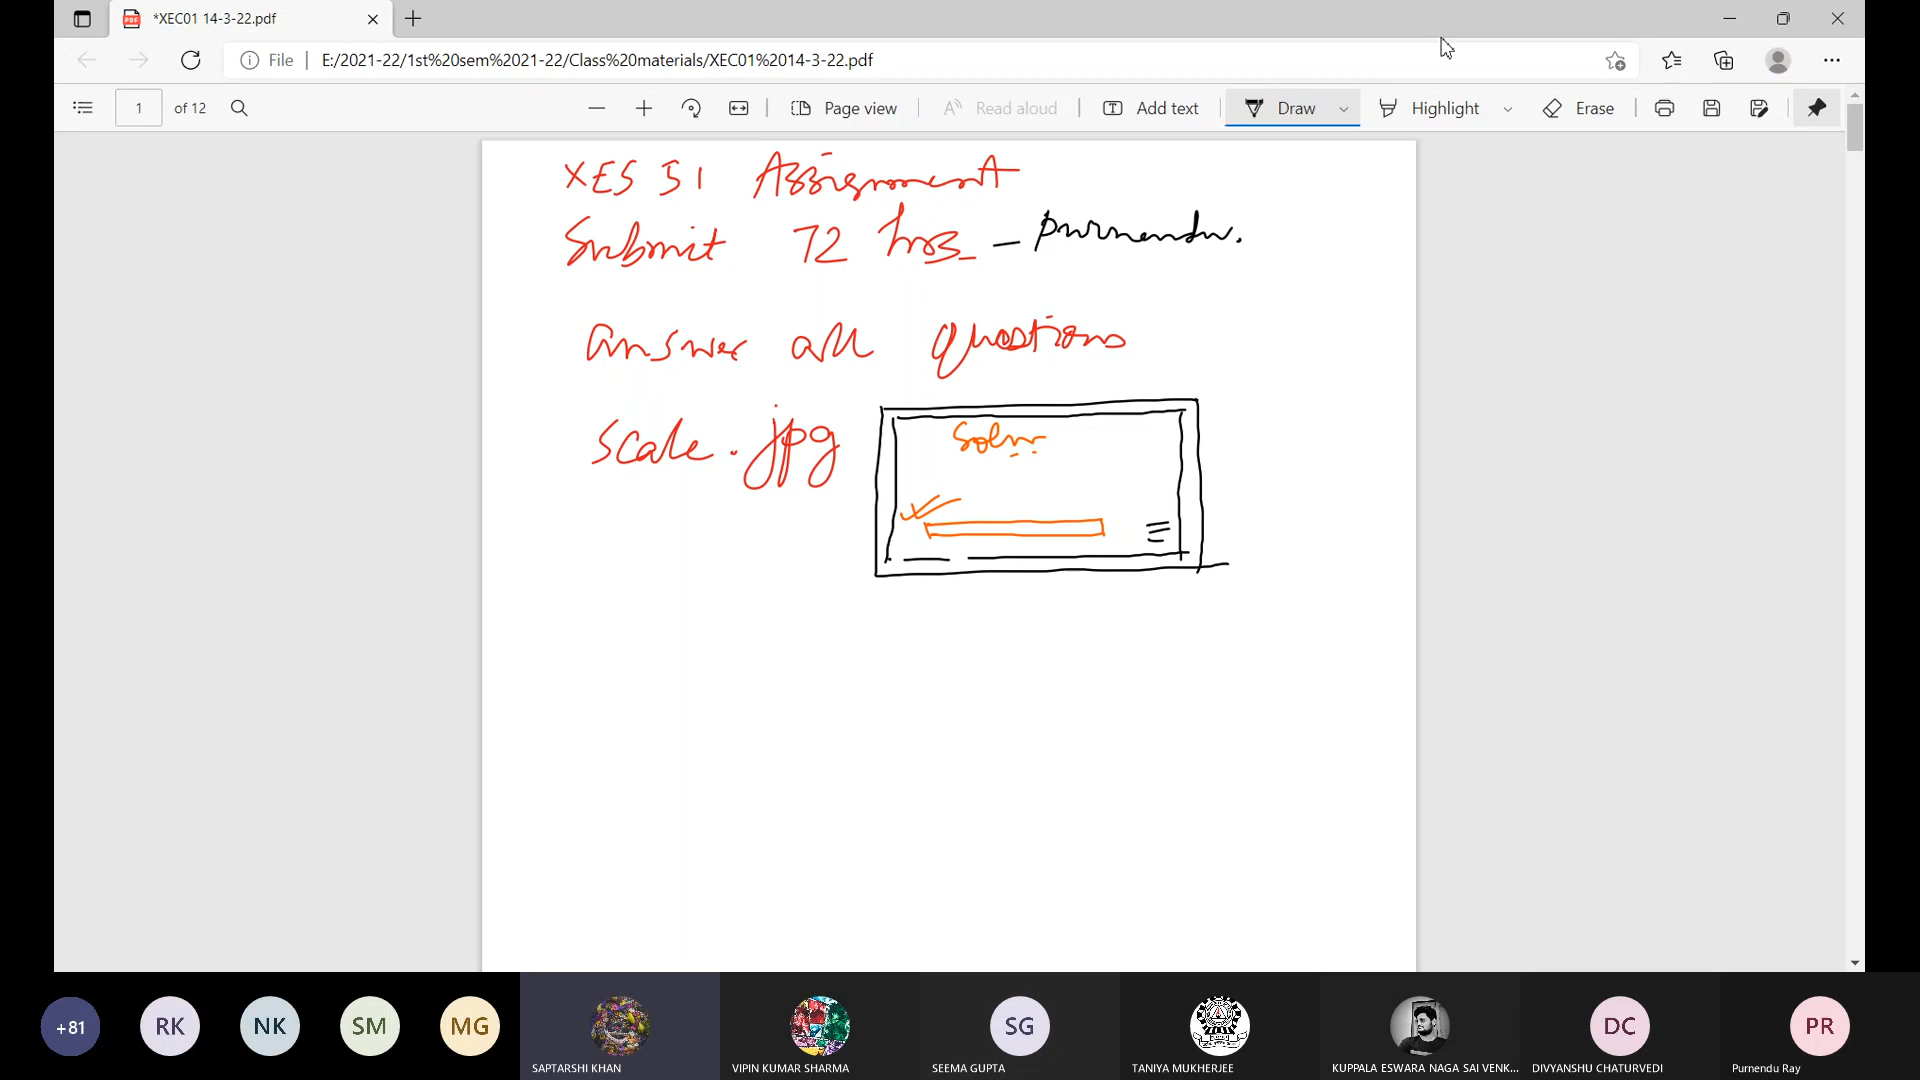 *XEC01 14-3-22.pdf
File E:/2021-22/1st%20sem%2021-22/Class%20materials/XEC01%2014-3-22.pdf
1 of 12 Page view Read aloud Add text Draw Highlight Erase
XES 51 Assignment
Submit 72 hrs - Purnendu.
Answer all questions
Scale.jpg
Soln
+81 RK NK SM MG SG DC PR
SAPTARSHI KHAN VIPIN KUMAR SHARMA SEEMA GUPTA TANIYA MUKHERJEE KUPPALA ESWARA NAGA SAI VENK... DIVYANSHU CHATURVEDI Purnendu Ray